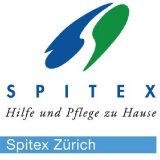 SPITEX
Hilfe und Pflege zu Hause
Spitex Zürich